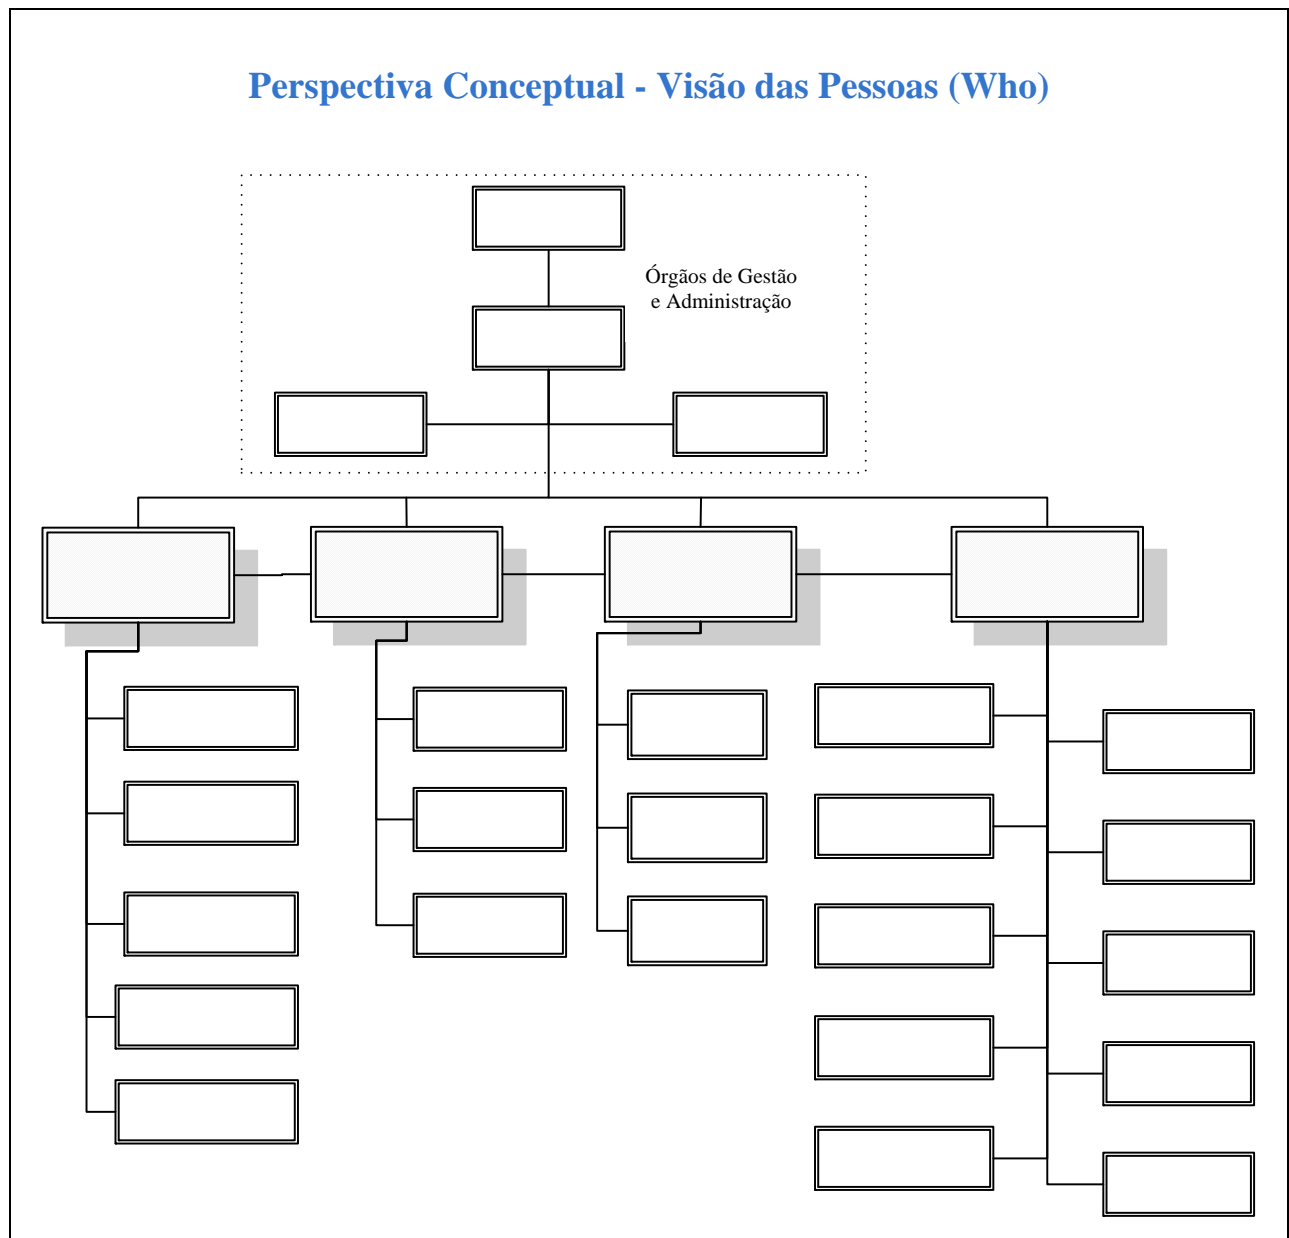 Perspectiva Conceptual - Visão das Pessoas (Who)
Órgãos de Gestão
e Administração